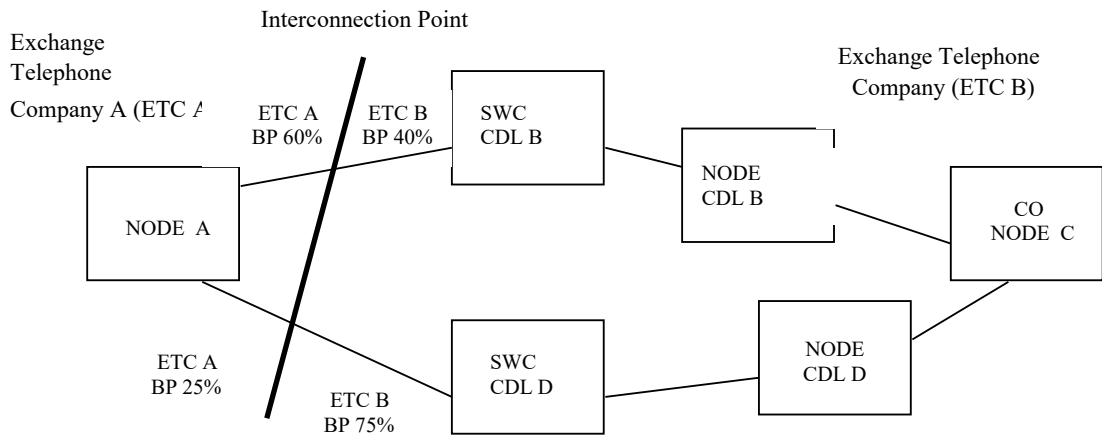 Interconnection Point
Exchange
Telephone
Company A (ETC A
Exchange Telephone
Company (ETC B)
ETC A
BP 60%
ETC B
BP 40%
SWC
CDL B
NODE
CDL B
NODE A
CO
NODE C
ETC A
BP 25%
ETC B
BP 75%
SWC
CDL D
NODE
CDL D